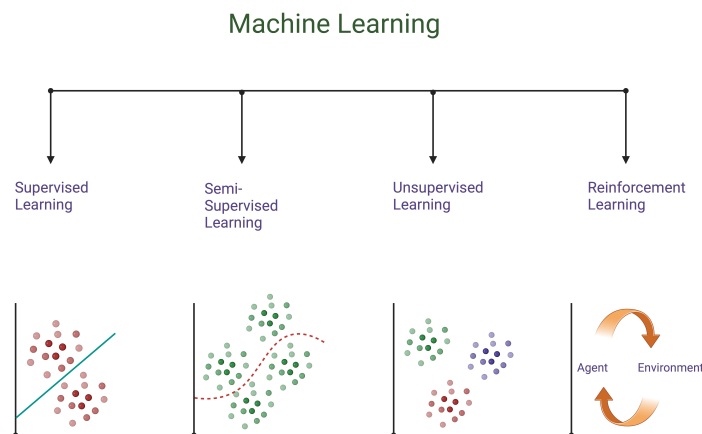 Machine Learning
Supervised
Learning
Semi-
Supervised
Learning
Unsupervised
Learning
Reinforcement
Learning
Agent
Environment